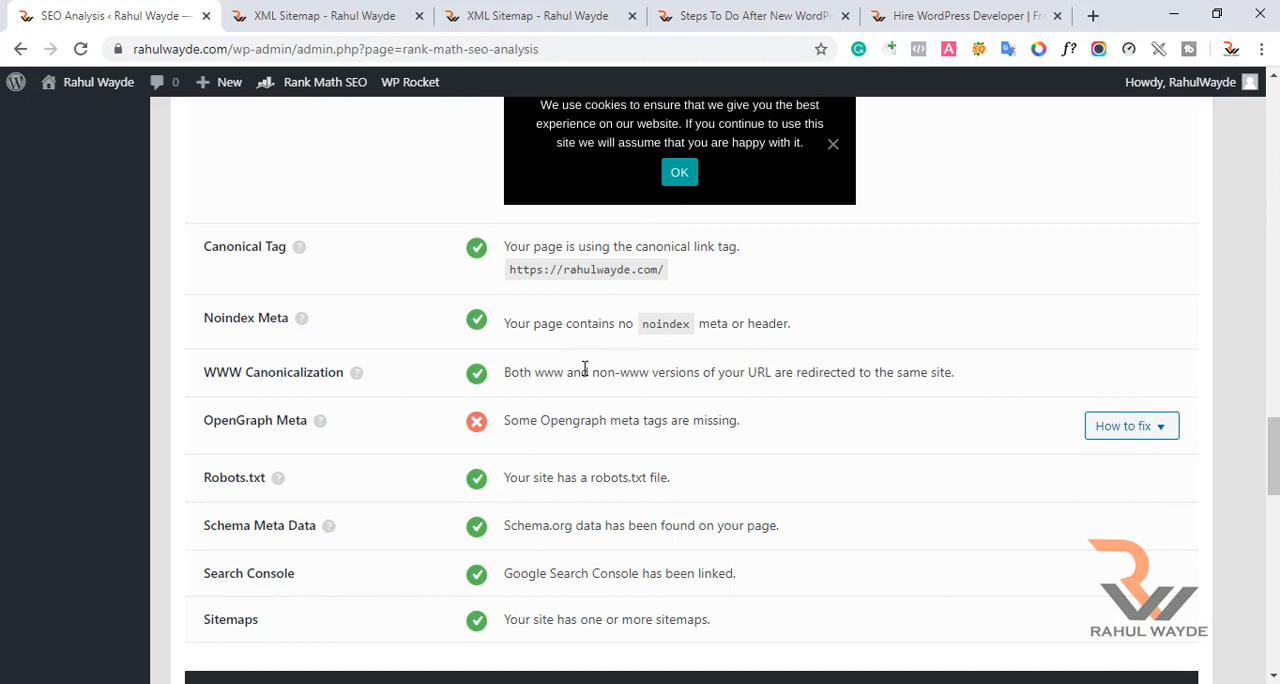 SEO Analysis ‹ Rahul Wayde —
XML Sitemap - Rahul Wayde
XML Sitemap - Rahul Wayde
Steps To Do After New WordP
Hire WordPress Developer | Fr
rahulwayde.com/wp-admin/admin.php?page=rank-math-seo-analysis
Rahul Wayde
0
New
Rank Math SEO
WP Rocket
Howdy, RahulWayde
We use cookies to ensure that we give you the best
experience on our website. If you continue to use this
site we will assume that you are happy with it.
OK
Canonical Tag
Your page is using the canonical link tag.
https://rahulwayde.com/
Noindex Meta
Your page contains no noindex meta or header.
WWW Canonicalization
Both www and non-www versions of your URL are redirected to the same site.
OpenGraph Meta
Some Opengraph meta tags are missing.
How to fix
Robots.txt
Your site has a robots.txt file.
Schema Meta Data
Schema.org data has been found on your page.
Search Console
Google Search Console has been linked.
Sitemaps
Your site has one or more sitemaps.
RAHUL WAYDE